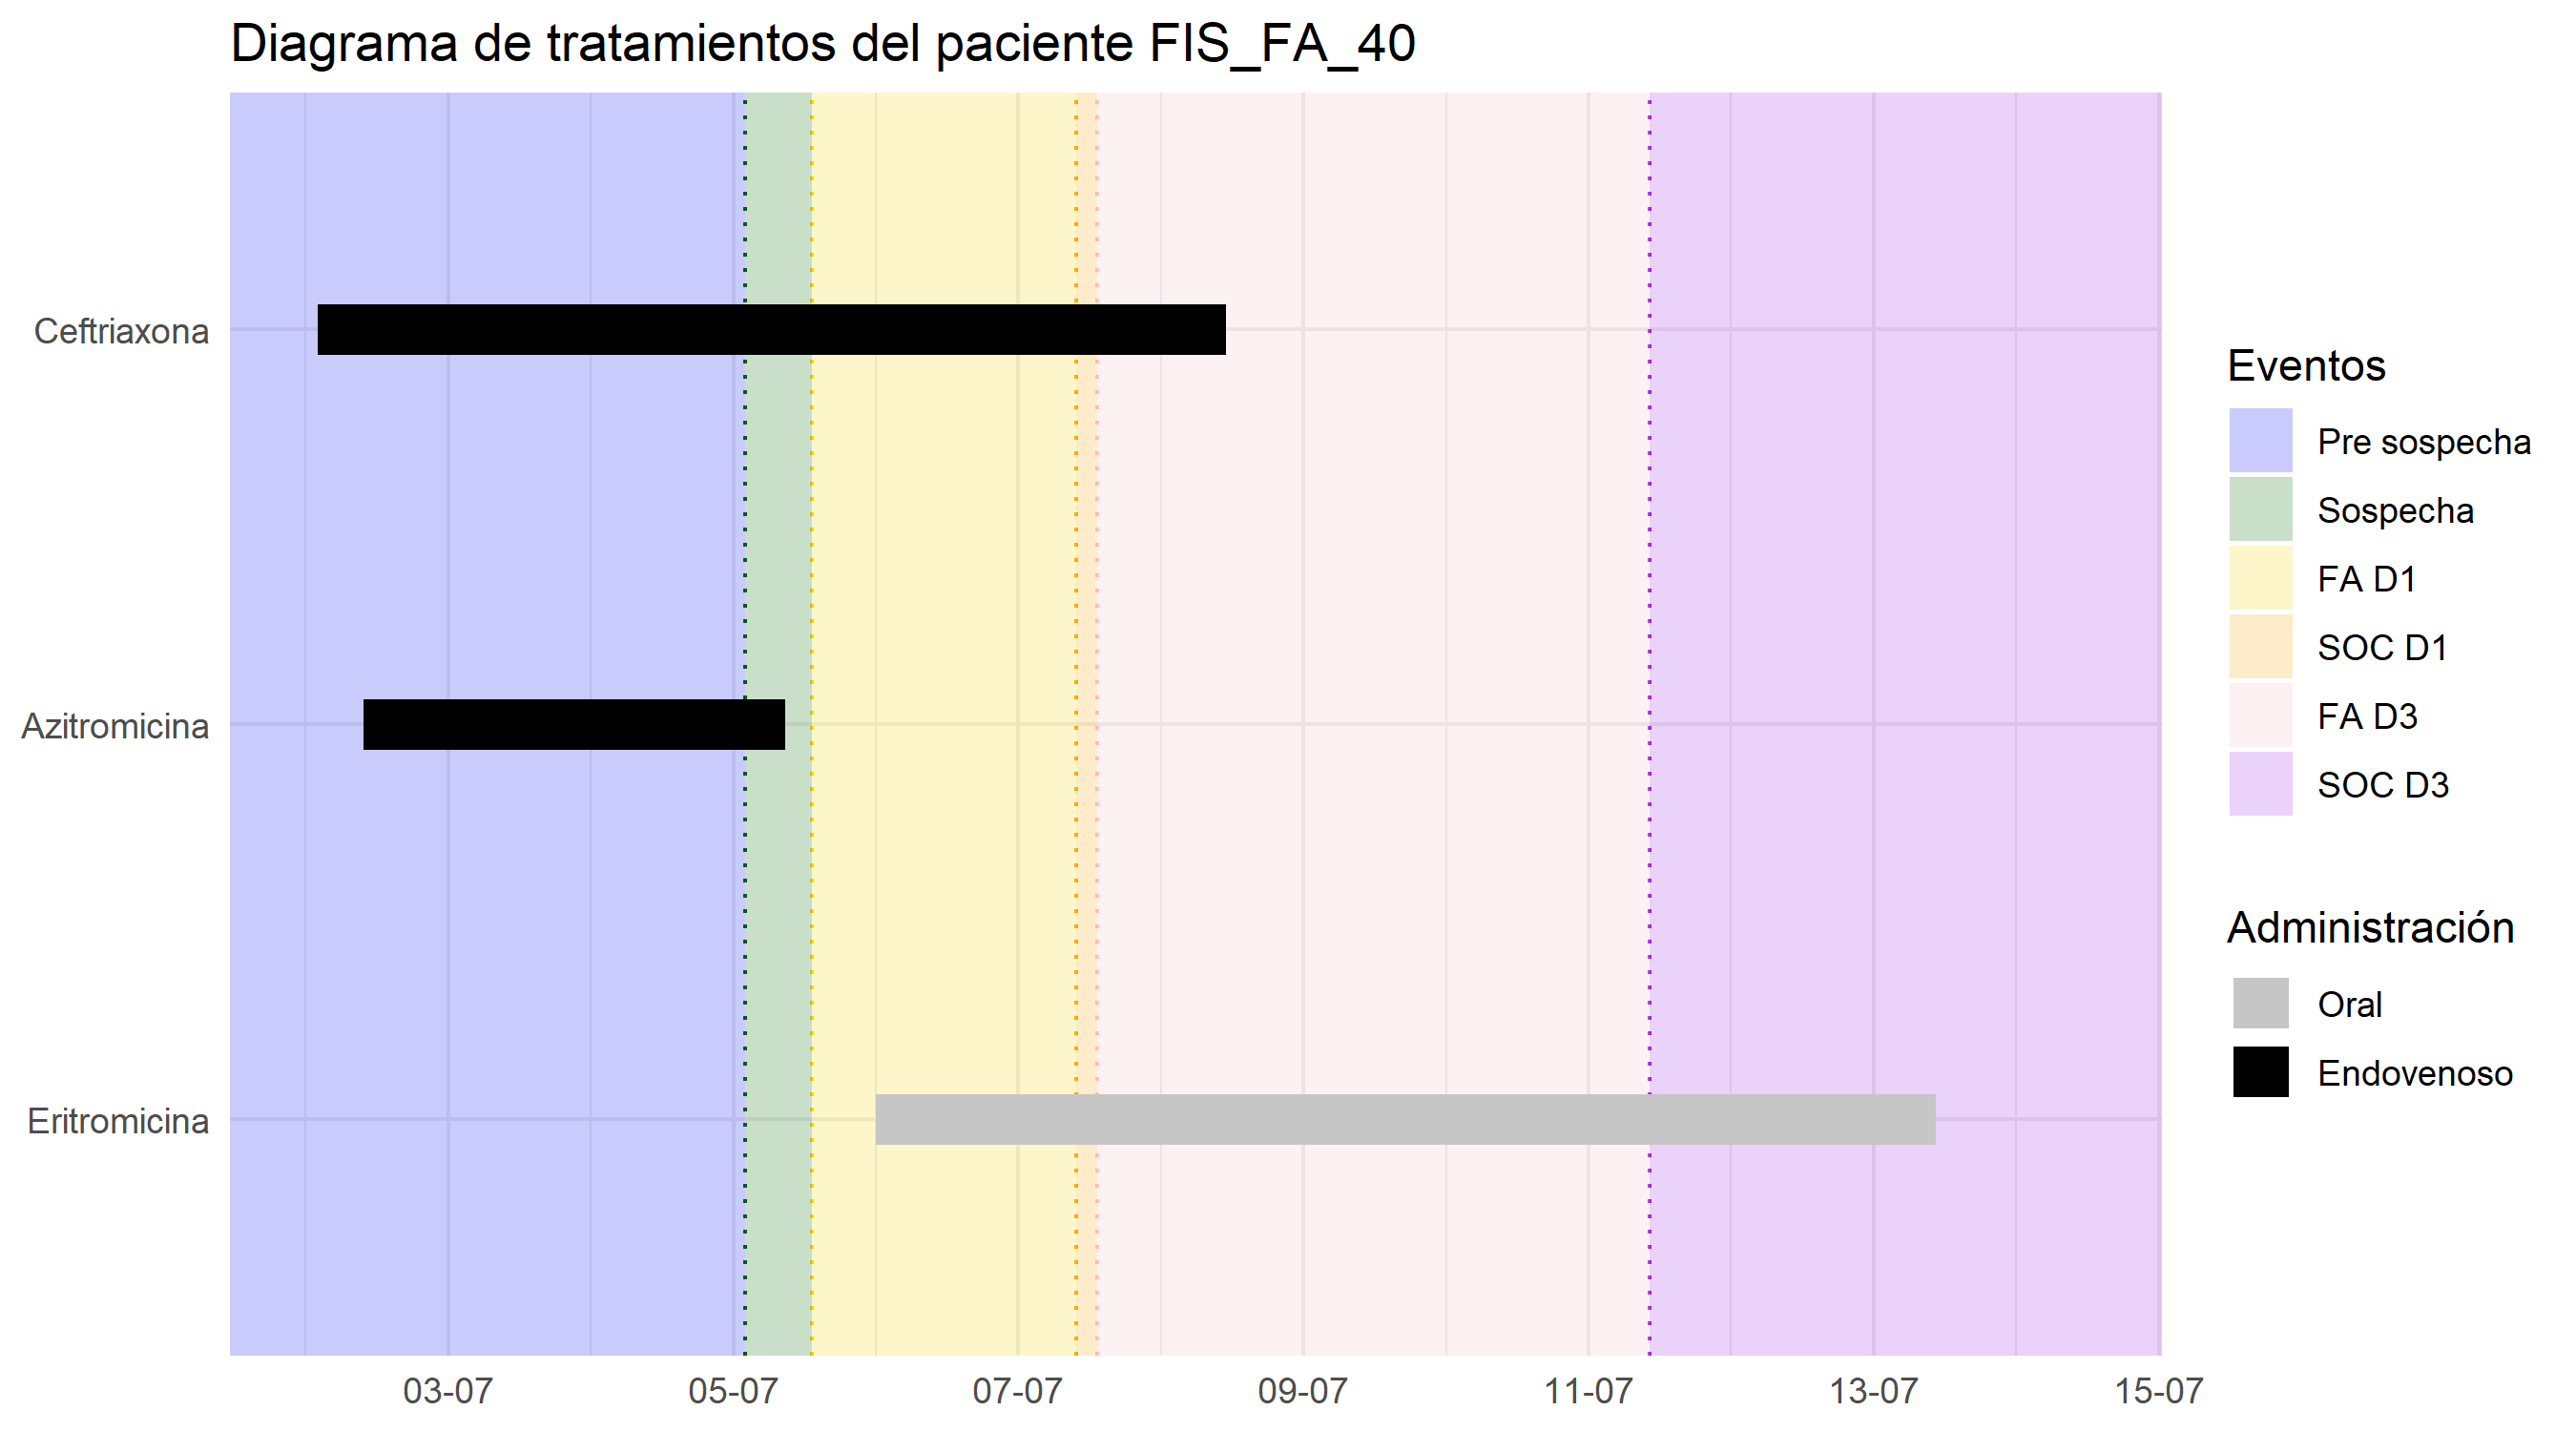 Diagrama de tratamientos del paciente FIS_FA_40
Ceftriaxona
Azitromicina
Eritromicina
03-07
05-07
07-07
09-07
11-07
13-07
15-07
Eventos
Pre sospecha
Sospecha
FA D1
SOC D1
FA D3
SOC D3
Administración
Oral
Endovenoso